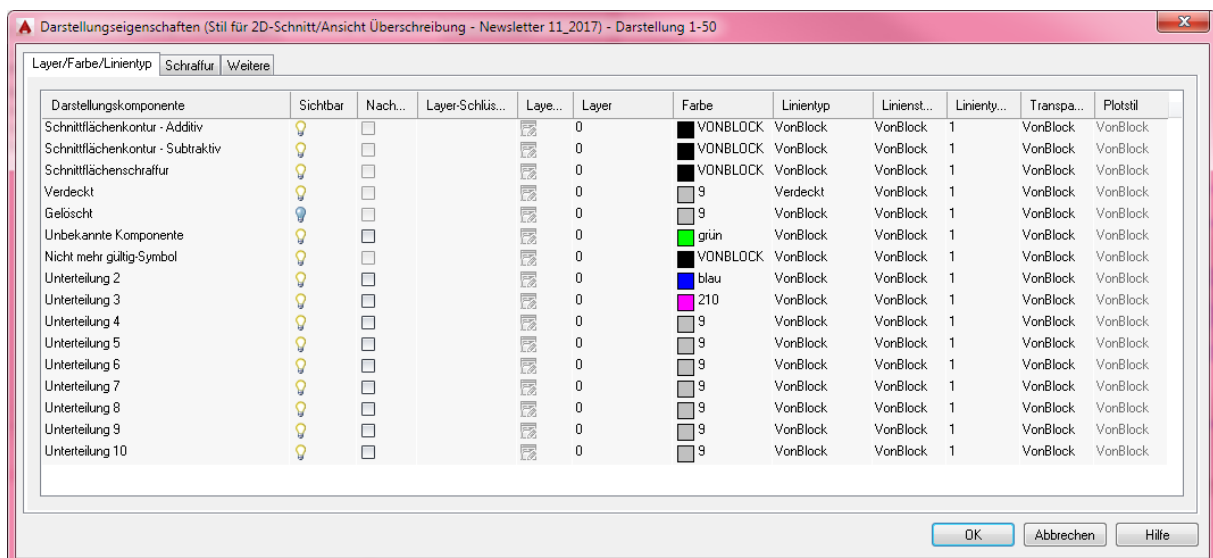 Darstellungseigenschaften (Stil für 2D-Schnitt/Ansicht Überschreibung - Newsletter 11_2017) - Darstellung 1-50
Layer/Farbe/Linientyp Schraffur Weitere
Darstellungskomponente Sichtbar Nach... Layer-Schlüs... Laye... Layer Farbe Linientyp Linienst... Linienty... Transpa... Plotstil
Schnittflächenkontur - Additiv 0 VONBLOCK VonBlock VonBlock 1 VonBlock VonBlock
Schnittflächenkontur - Subtraktiv 0 VONBLOCK VonBlock VonBlock 1 VonBlock VonBlock
Schnittflächenschraffur 0 VONBLOCK VonBlock VonBlock 1 VonBlock VonBlock
Verdeckt 0 9 Verdeckt VonBlock 1 VonBlock VonBlock
Gelöscht 0 9 VonBlock VonBlock 1 VonBlock VonBlock
Unbekannte Komponente 0 grün VonBlock VonBlock 1 VonBlock VonBlock
Nicht mehr gültig-Symbol 0 VONBLOCK VonBlock VonBlock 1 VonBlock VonBlock
Unterteilung 2 0 blau VonBlock VonBlock 1 VonBlock VonBlock
Unterteilung 3 0 210 VonBlock VonBlock 1 VonBlock VonBlock
Unterteilung 4 0 9 VonBlock VonBlock 1 VonBlock VonBlock
Unterteilung 5 0 9 VonBlock VonBlock 1 VonBlock VonBlock
Unterteilung 6 0 9 VonBlock VonBlock 1 VonBlock VonBlock
Unterteilung 7 0 9 VonBlock VonBlock 1 VonBlock VonBlock
Unterteilung 8 0 9 VonBlock VonBlock 1 VonBlock VonBlock
Unterteilung 9 0 9 VonBlock VonBlock 1 VonBlock VonBlock
Unterteilung 10 0 9 VonBlock VonBlock 1 VonBlock VonBlock
OK Abbrechen Hilfe